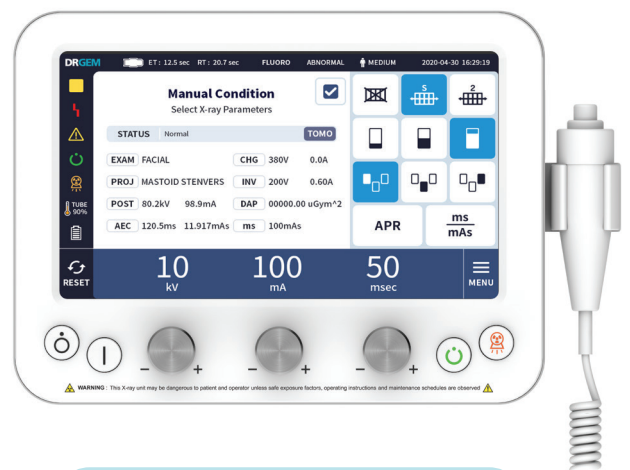 DRGEM ET : 12.5 sec RT : 20.7 sec FLUORO ABNORMAL MEDIUM 2020-04-30 16:29:19
Manual Condition
Select X-ray Parameters
STATUS Normal TOMO
EXAM FACIAL CHG 380V 0.0A
PROJ MASTOID STENVERS INV 200V 0.60A
POST 80.2kV 98.9mA DAP 00000.00 uGym^2
AEC 120.5ms 11.917mAs ms 100mAs
TUBE
90%
S
2
APR
ms
mAs
RESET
10
kV
100
mA
50
msec
MENU
- +
- +
- +
WARNING : This X-ray unit may be dangerous to patient and operator unless safe exposure factors, operating instructions and maintenance schedules are observed